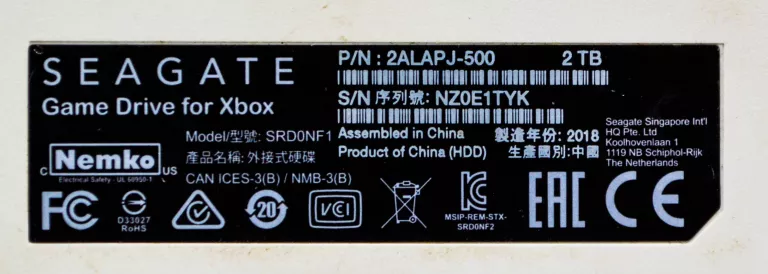 SEAGATE
Game Drive for Xbox
P/N : 2ALAPJ-500 2 TB
S/N 序列號: NZ0E1TYK
Model/型號: SRD0NF1
產品名稱: 外接式硬碟
CAN ICES-3(B) / NMB-3(B)
Assembled in China 製造年份: 2018
Product of China (HDD) 生產國別: 中國
Seagate Singapore Int'l
HQ Pte. Ltd
Koolhovenlaan 1
1119 NB Schiphol-Rijk
The Netherlands
C Nemko US
Electrical Safety - UL 60950-1
FC
D33027
RoHS
20
VCI
MSIP-REM-STX-
SRD0NF2
EAC
CE